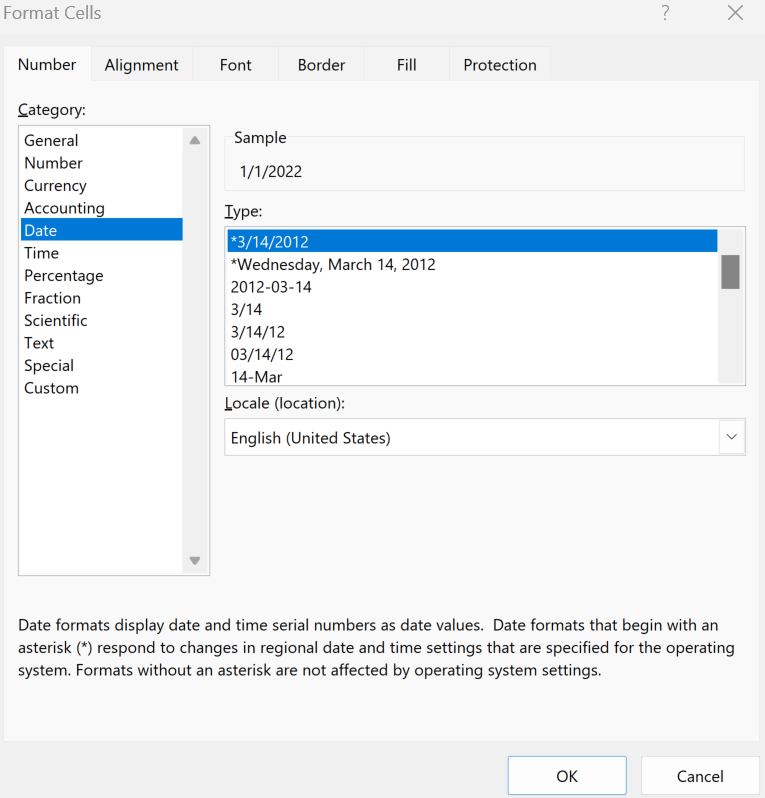 Format Cells
?
Number Alignment Font Border Fill Protection
Category:
General
Number
Currency
Accounting
Date
Time
Percentage
Fraction
Scientific
Text
Special
Custom
Sample
1/1/2022
Type:
*3/14/2012
*Wednesday, March 14, 2012
2012-03-14
3/14
3/14/12
03/14/12
14-Mar
Locale (location):
English (United States)
Date formats display date and time serial numbers as date values. Date formats that begin with an
asterisk (*) respond to changes in regional date and time settings that are specified for the operating
system. Formats without an asterisk are not affected by operating system settings.
OK Cancel